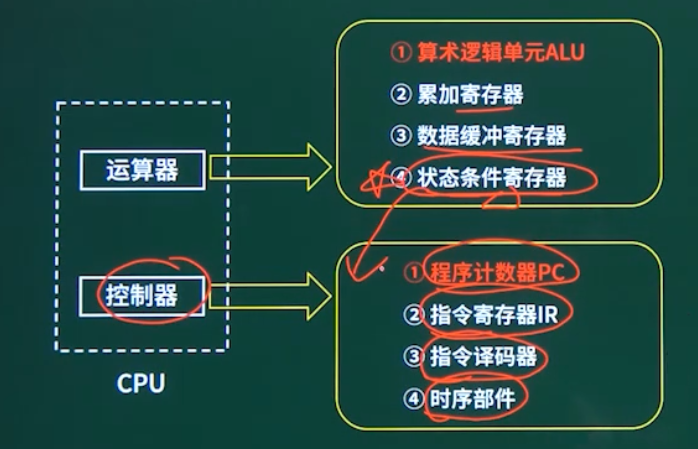 运算器
控制器
CPU
① 算术逻辑单元ALU
② 累加寄存器
③ 数据缓冲寄存器
④ 状态条件寄存器
① 程序计数器PC
② 指令寄存器IR
③ 指令译码器
④ 时序部件